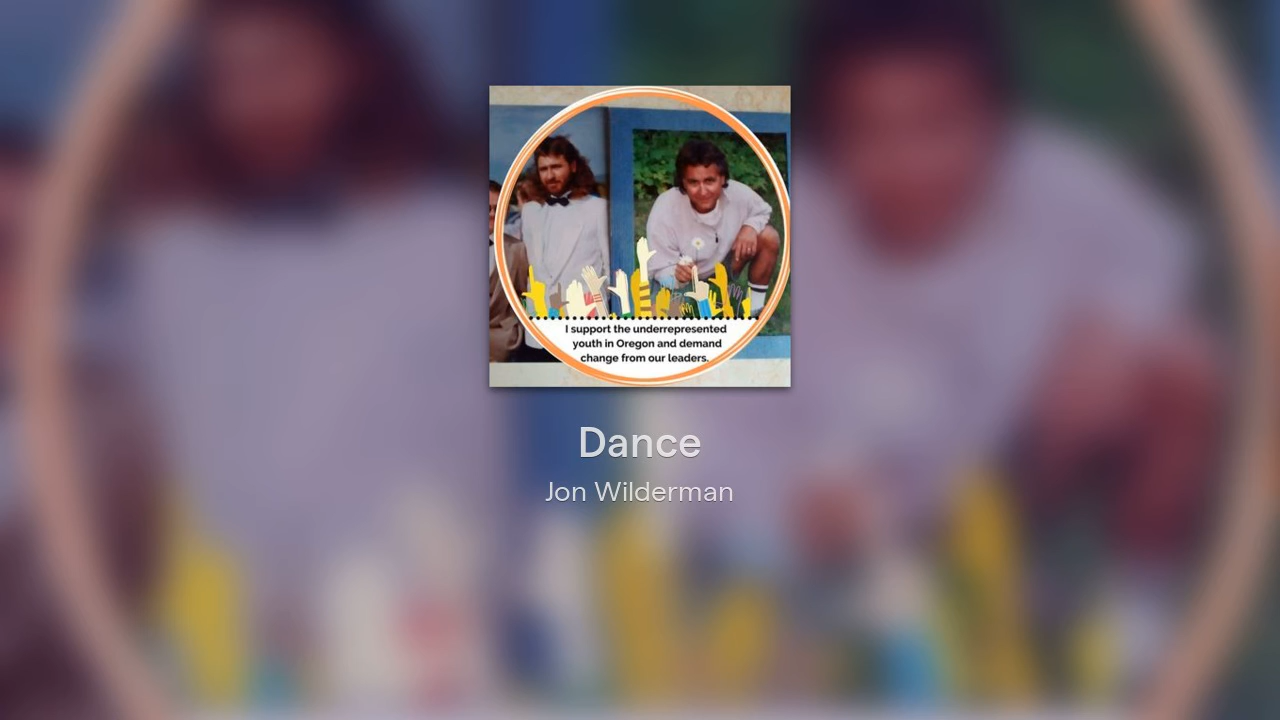 I support the underrepresented
youth in Oregon and demand
change from our leaders.
Dance
Jon Wilderman